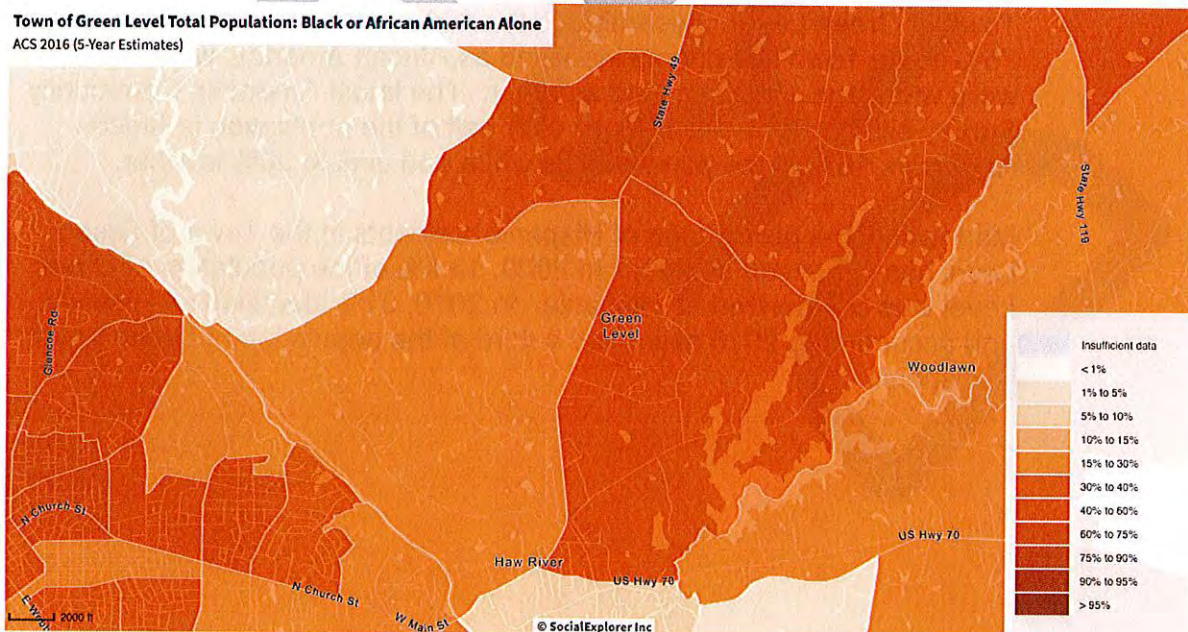 Town of Green Level Total Population: Black or African American Alone
ACS 2016 (5-Year Estimates)
State Hwy 49
State Hwy 119
Glencoe Rd
Green
Level
Woodlawn
Insufficient data
< 1%
1% to 5%
5% to 10%
10% to 15%
15% to 30%
30% to 40%
40% to 60%
60% to 75%
75% to 90%
90% to 95%
> 95%
N Church St
US Hwy 70
Haw River
US Hwy 70
N Church St
W Main St
2000 ft
© SocialExplorer Inc